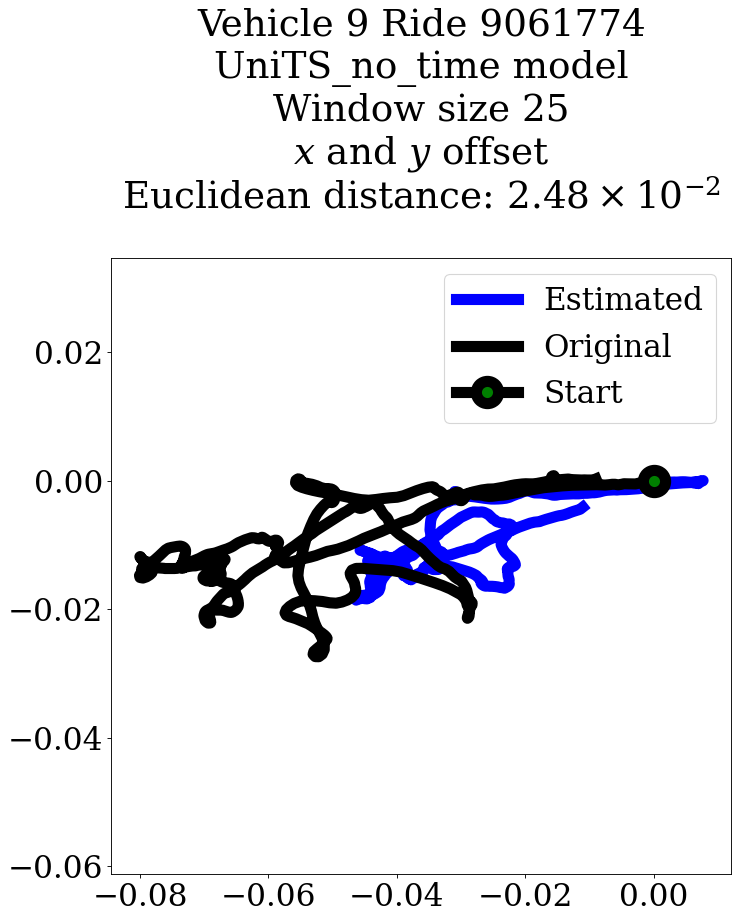 Vehicle 9 Ride 9061774
UniTS_no_time model
Window size 25
x and y offset
Euclidean distance: 2.48 × 10⁻²
Estimated
Original
Start
0.02
0.00
−0.02
−0.04
−0.06
−0.08 −0.06 −0.04 −0.02 0.00